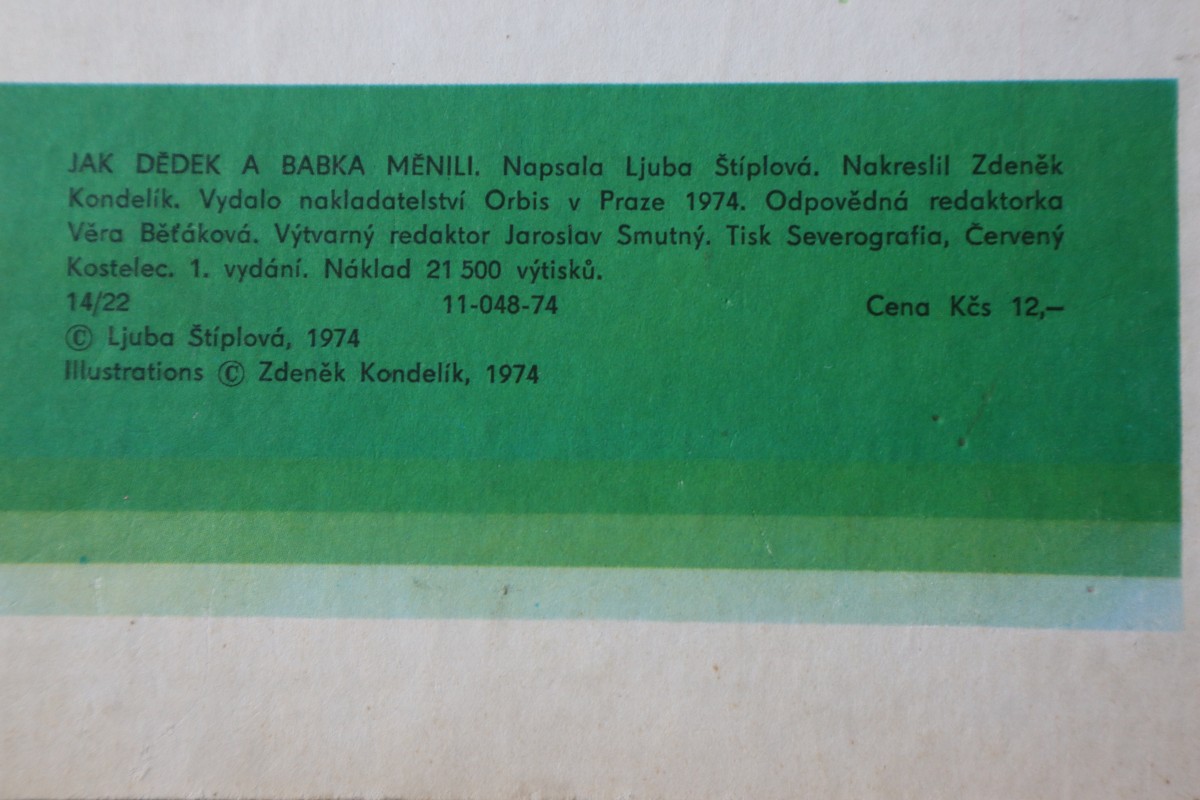 JAK DĚDEK A BABKA MĚNILI. Napsala Ljuba Štíplová. Nakreslil Zdeněk
Kondelík. Vydalo nakladatelství Orbis v Praze 1974. Odpovědná redaktorka
Věra Běťáková. Výtvarný redaktor Jaroslav Smutný. Tisk Severografia, Červený
Kostelec. 1. vydání. Náklad 21 500 výtisků.
14/22 11-048-74 Cena Kčs 12,—
© Ljuba Štíplová, 1974
Illustrations © Zdeněk Kondelík, 1974